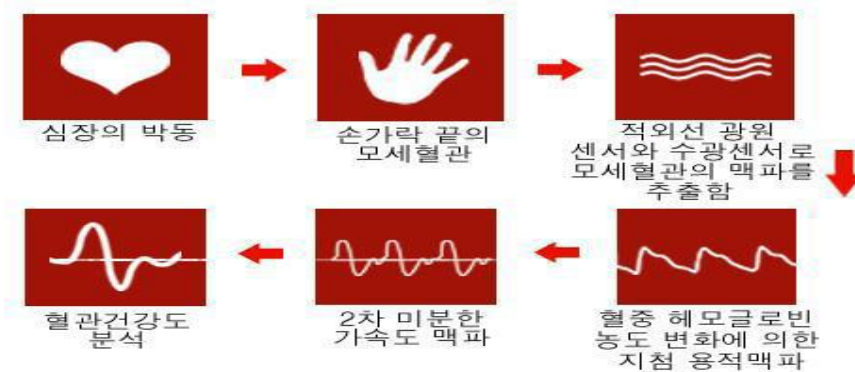 심장의 박동
손가락 끝의
모세혈관
적외선 광원
센서와 수광센서로
모세혈관의 맥파를
추출함
혈중 헤모글로빈
농도 변화에 의한
지첨 용적맥파
2차 미분한
가속도 맥파
혈관건강도
분석